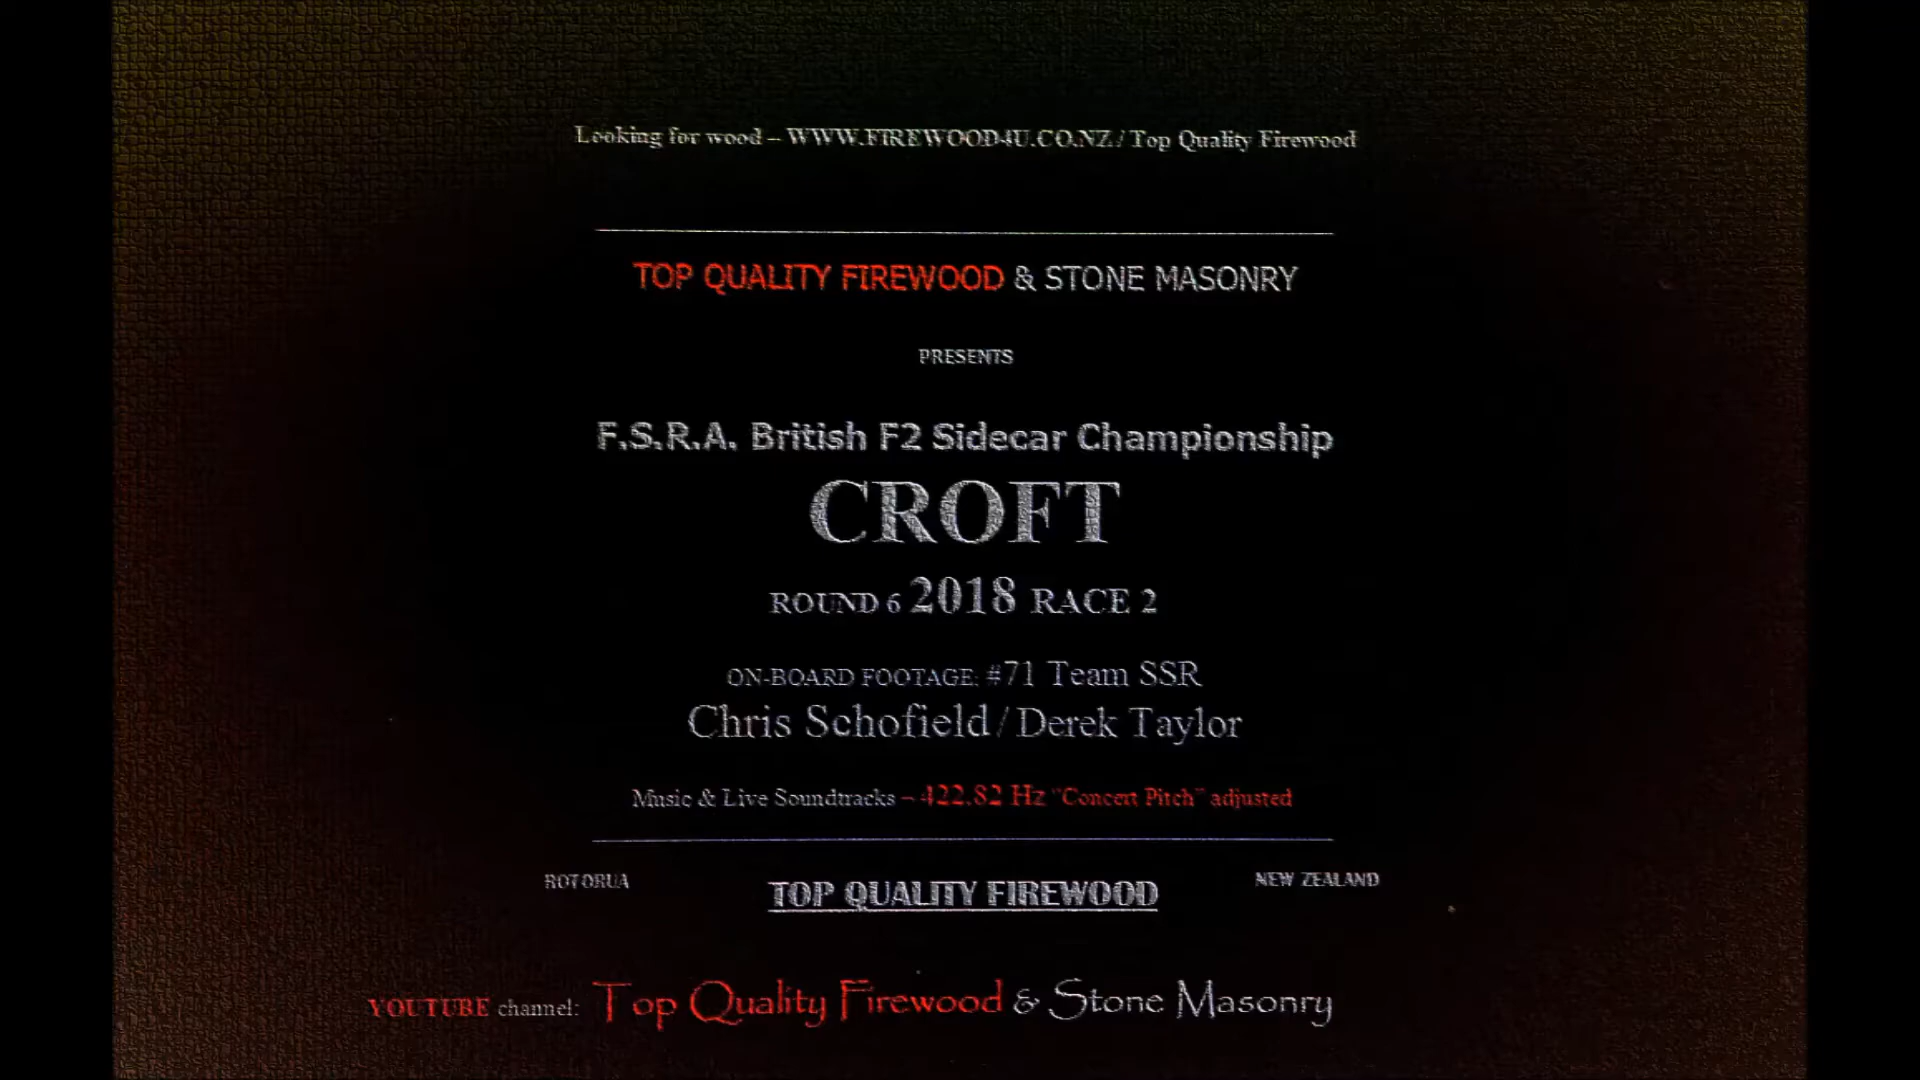 Looking for wood – WWW.FIREWOOD4U.CO.NZ / Top Quality Firewood
TOP QUALITY FIREWOOD & STONE MASONRY
PRESENTS
F.S.R.A. British F2 Sidecar Championship
CROFT
ROUND 6 2018 RACE 2
ON-BOARD FOOTAGE: #71 Team SSR
Chris Schofield / Derek Taylor
Music & Live Soundtracks – 422.82 Hz "Concert Pitch" adjusted
ROTORUA TOP QUALITY FIREWOOD NEW ZEALAND
YOUTUBE channel: Top Quality Firewood & Stone Masonry